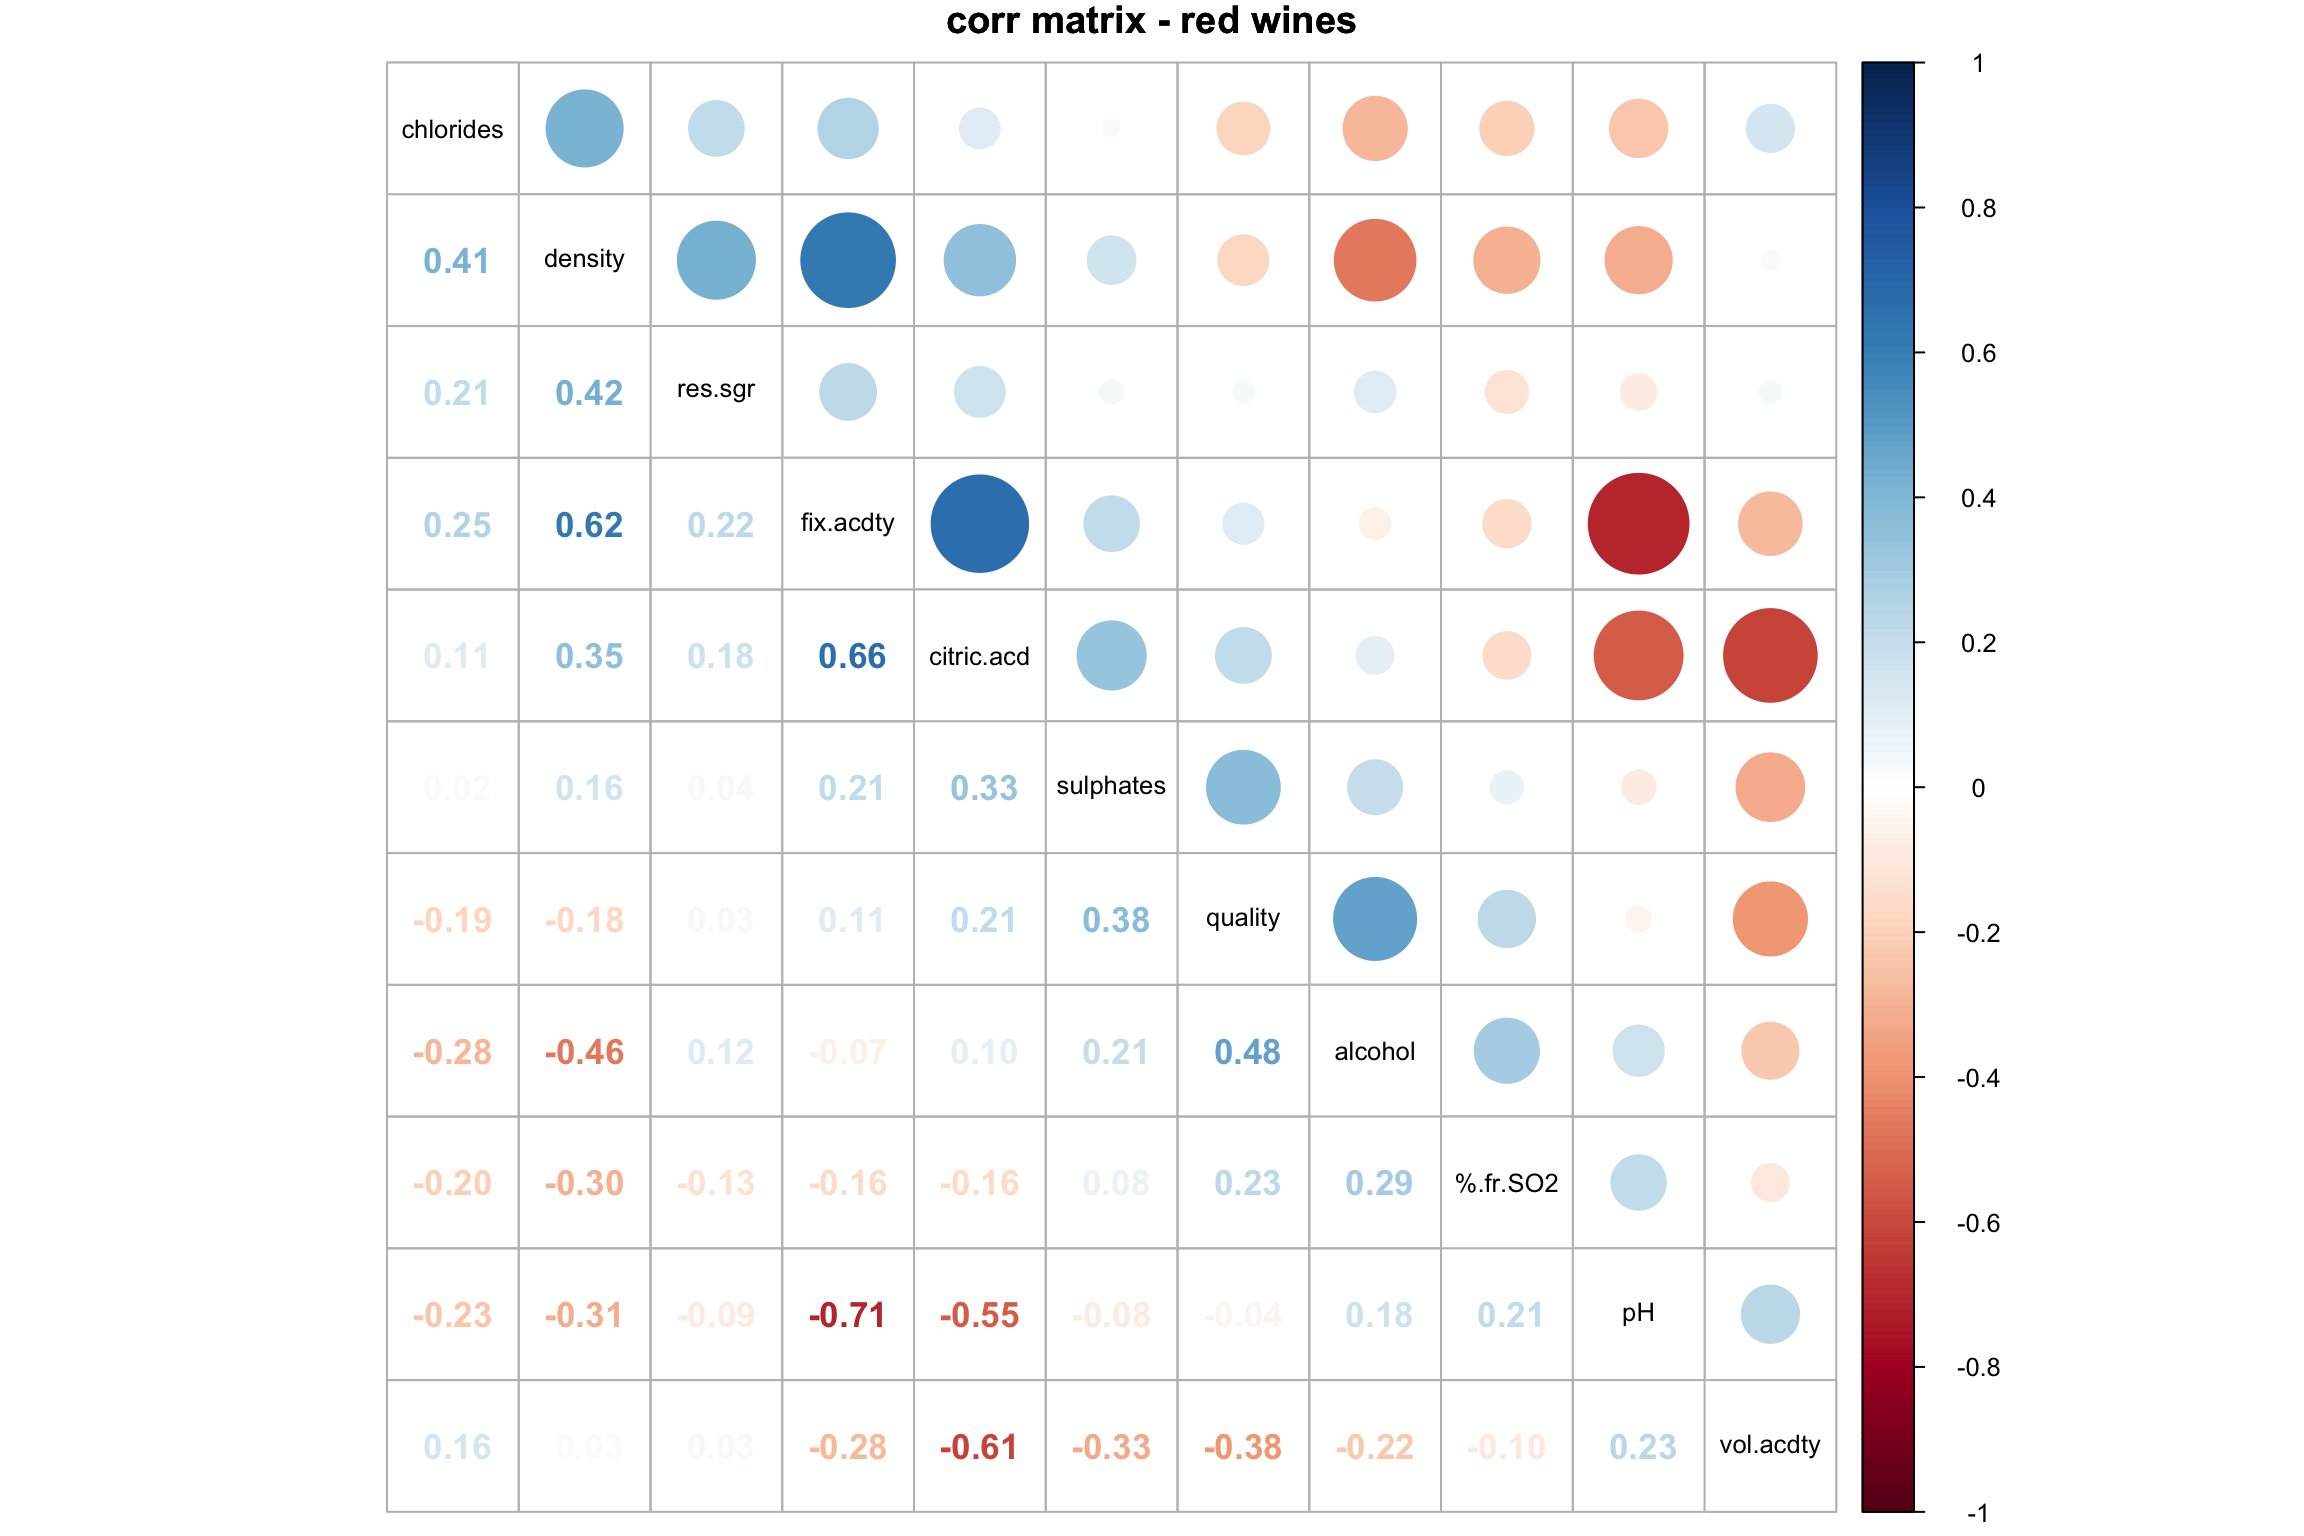 corr matrix - red wines
chlorides
0.41 density
0.21 0.42 res.sgr
0.25 0.62 0.22 fix.acdty
0.11 0.35 0.18 0.66 citric.acd
0.02 0.16 0.04 0.21 0.33 sulphates
-0.19 -0.18 0.03 0.11 0.21 0.38 quality
-0.28 -0.46 0.12 -0.07 0.10 0.21 0.48 alcohol
-0.20 -0.30 -0.13 -0.16 -0.16 0.08 0.23 0.29 %.fr.SO2
-0.23 -0.31 -0.09 -0.71 -0.55 -0.08 -0.04 0.18 0.21 pH
0.16 0.03 0.03 -0.28 -0.61 -0.33 -0.38 -0.22 -0.10 0.23 vol.acdty
1
0.8
0.6
0.4
0.2
0
-0.2
-0.4
-0.6
-0.8
-1